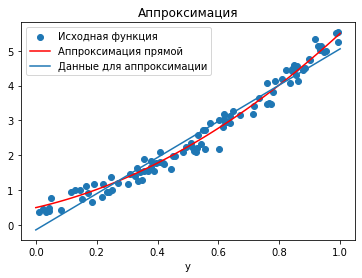 Аппроксимация
Исходная функция
Аппроксимация прямой
Данные для аппроксимации
5
4
3
2
1
0
0.0 0.2 0.4 0.6 0.8 1.0
y